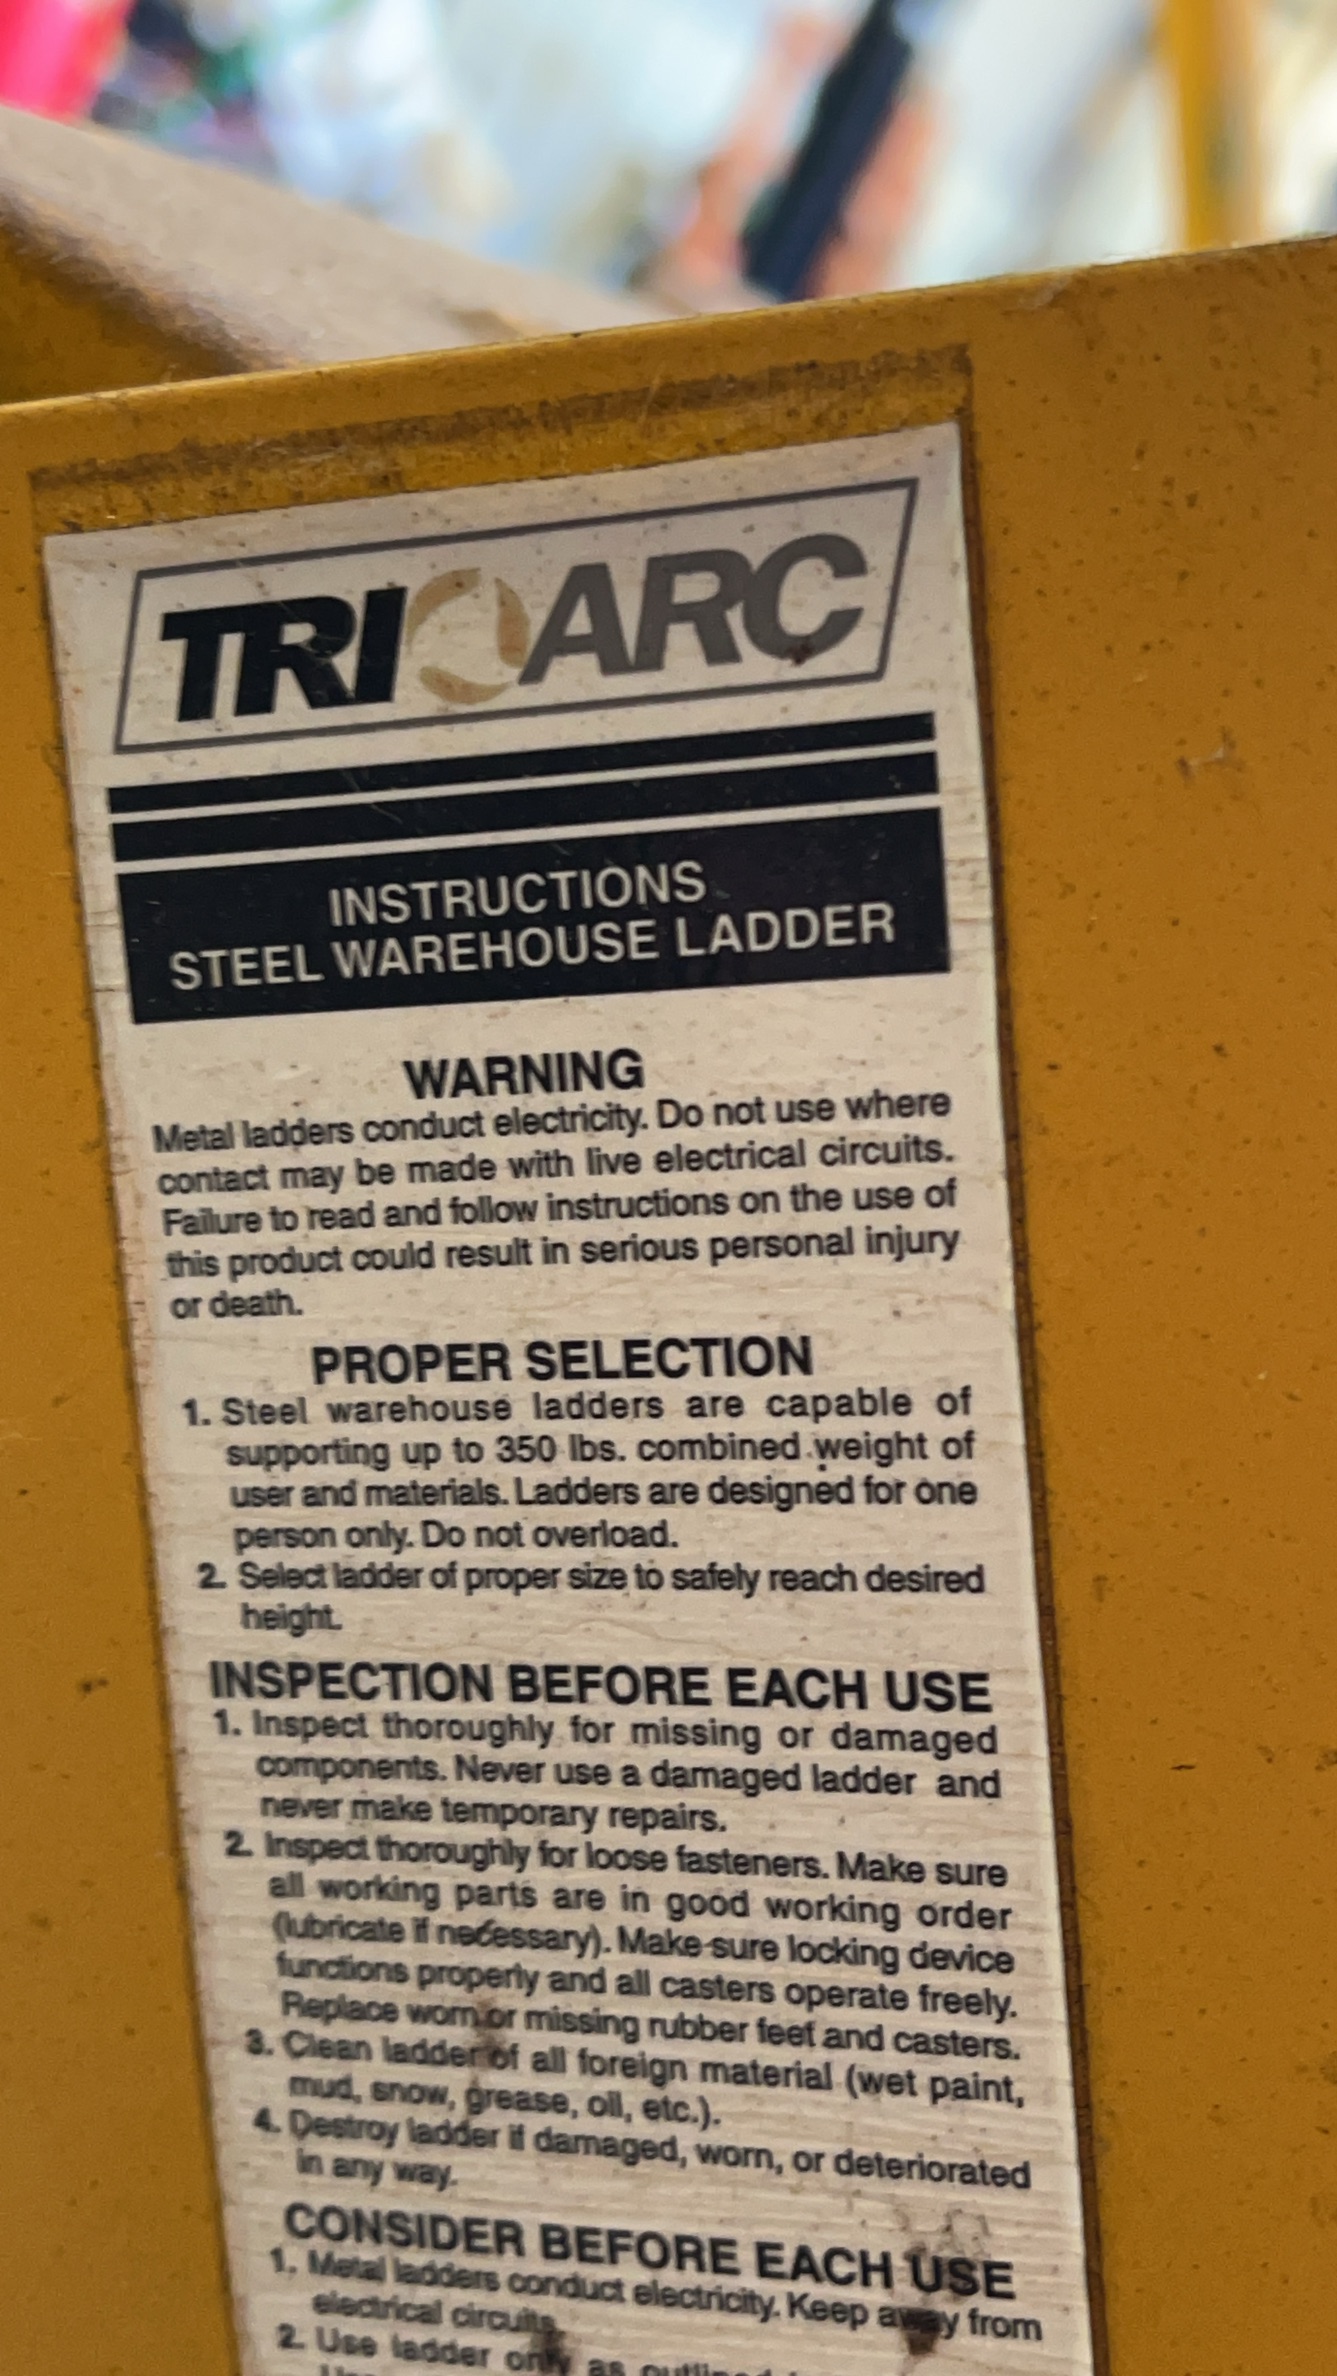 TRI ARC
INSTRUCTIONS
STEEL WAREHOUSE LADDER
WARNING
Metal ladders conduct electricity. Do not use where
contact may be made with live electrical circuits.
Failure to read and follow instructions on the use of
this product could result in serious personal injury
or death.
PROPER SELECTION
1. Steel warehouse ladders are capable of
supporting up to 350 lbs. combined weight of
user and materials. Ladders are designed for one
person only. Do not overload.
2. Select ladder of proper size to safely reach desired
height.
INSPECTION BEFORE EACH USE
1. Inspect thoroughly for missing or damaged
components. Never use a damaged ladder and
never make temporary repairs.
2. Inspect thoroughly for loose fasteners. Make sure
all working parts are in good working order
(lubricate if necessary). Make sure locking device
functions properly and all casters operate freely.
Replace worn or missing rubber feet and casters.
3. Clean ladder of all foreign material (wet paint,
mud, snow, grease, oil, etc.).
4. Destroy ladder if damaged, worn, or deteriorated
in any way.
CONSIDER BEFORE EACH USE
1. Metal ladders conduct electricity. Keep away from
electrical circuits.
2. Use ladder only as